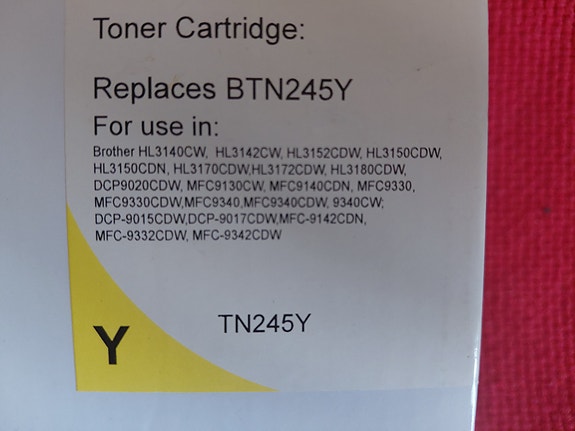 Toner Cartridge:
Replaces BTN245Y
For use in:
Brother HL3140CW, HL3142CW, HL3152CDW, HL3150CDW,
HL3150CDN, HL3170CDW,HL3172CDW, HL3180CDW,
DCP9020CDW, MFC9130CW, MFC9140CDN, MFC9330,
MFC9330CDW,MFC9340,MFC9340CDW, 9340CW;
DCP-9015CDW,DCP-9017CDW,MFC-9142CDN,
MFC-9332CDW, MFC-9342CDW
TN245Y
Y